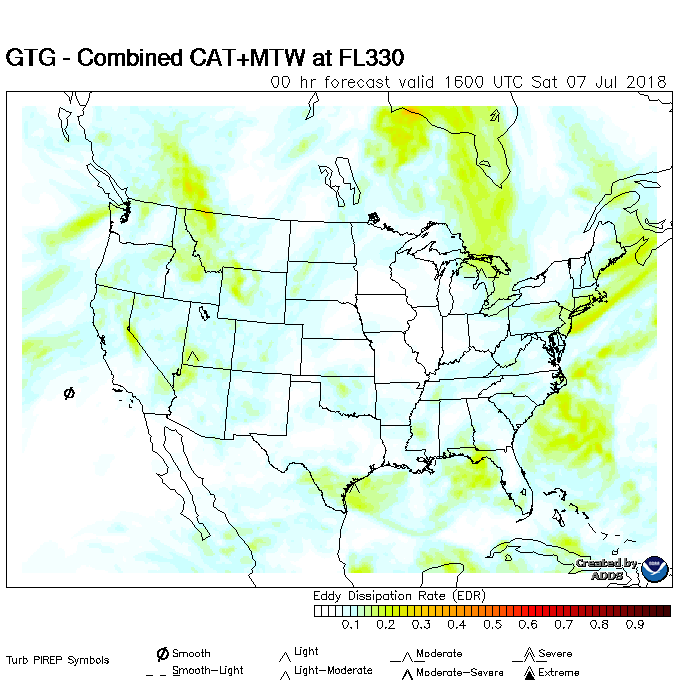 GTG - Combined CAT+MTW at FL330
00 hr forecast valid 1600 UTC Sat 07 Jul 2018
Created by
ADDS
Eddy Dissipation Rate (EDR)
0.1 0.2 0.3 0.4 0.5 0.6 0.7 0.8 0.9
Turb PIREP Symbols
Smooth Light Moderate Severe
Smooth-Light Light-Moderate Moderate-Severe Extreme